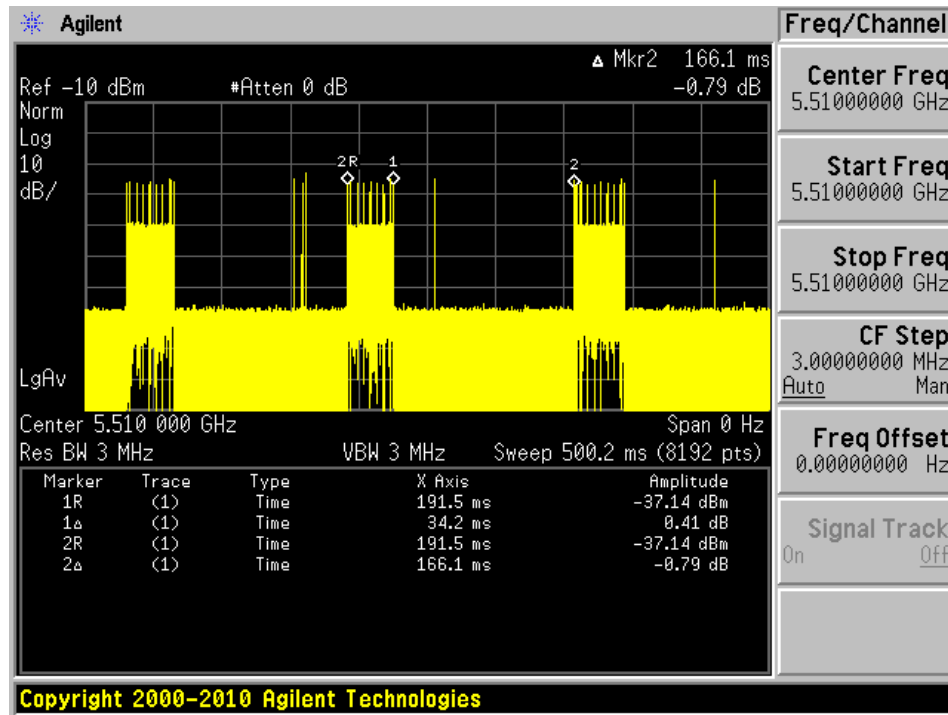 Agilent
Freq/Channel
Δ Mkr2 166.1 ms
Ref -10 dBm #Atten 0 dB -0.79 dB
Norm
Log
10
dB/
2R 1 2
LgAv
Center 5.510 000 GHz Span 0 Hz
Res BW 3 MHz VBW 3 MHz Sweep 500.2 ms (8192 pts)
Marker Trace Type X Axis Amplitude
1R (1) Time 191.5 ms -37.14 dBm
1Δ (1) Time 34.2 ms 0.41 dB
2R (1) Time 191.5 ms -37.14 dBm
2Δ (1) Time 166.1 ms -0.79 dB
Center Freq
5.51000000 GHz
Start Freq
5.51000000 GHz
Stop Freq
5.51000000 GHz
CF Step
3.00000000 MHz
Auto Man
Freq Offset
0.00000000 Hz
Signal Track
On Off
Copyright 2000-2010 Agilent Technologies